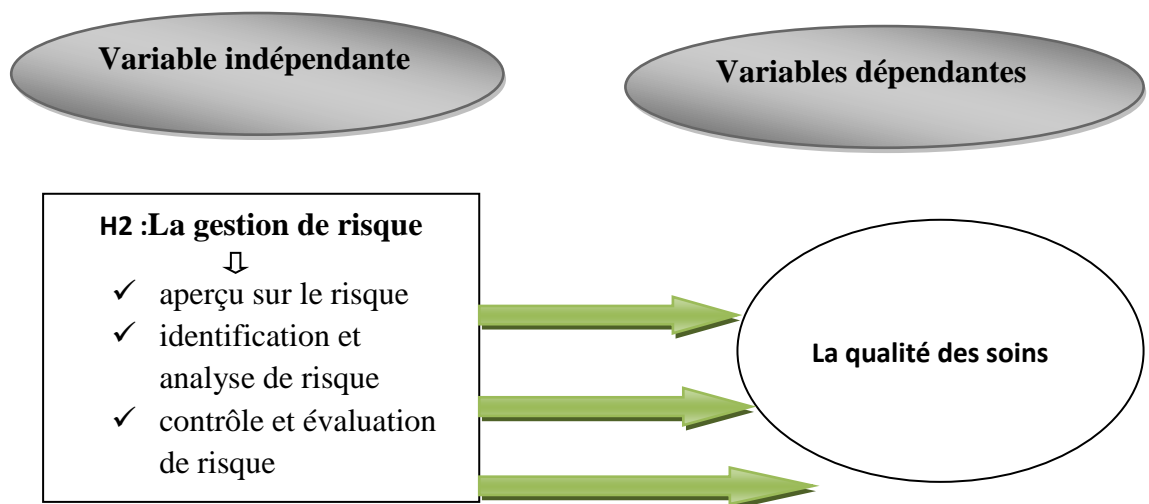 Variable indépendante
Variables dépendantes
H2 :La gestion de risque
✓ aperçu sur le risque
✓ identification et
analyse de risque
✓ contrôle et évaluation
de risque
La qualité des soins